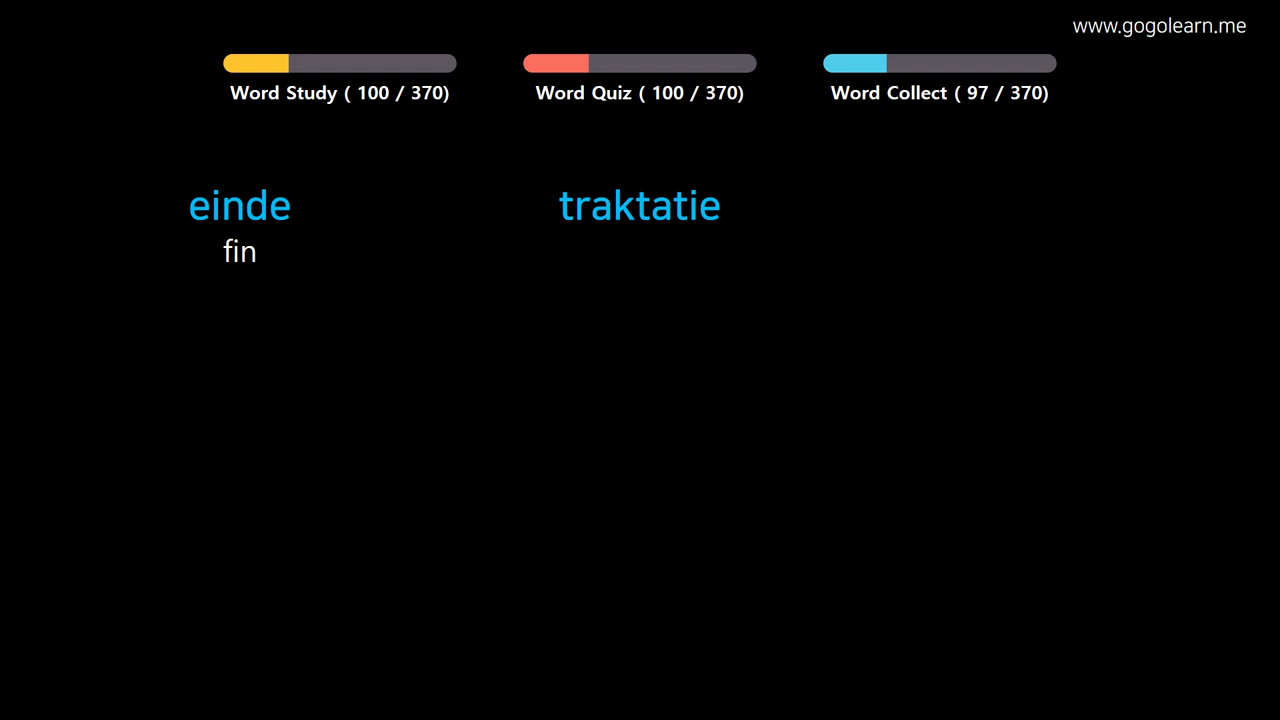 www.gogolearn.me
Word Study ( 100 / 370)
Word Quiz ( 100 / 370)
Word Collect ( 97 / 370)
einde
fin
traktatie